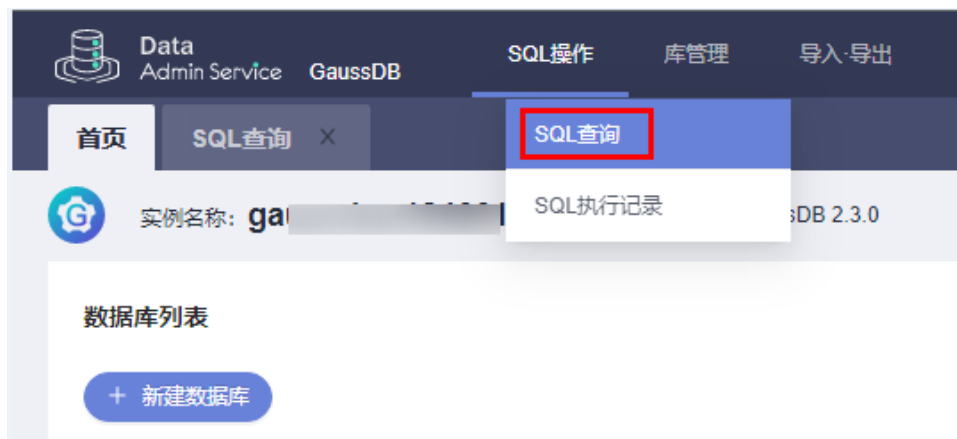 Data
Admin Service GaussDB SQL操作 库管理 导入·导出
首页 SQL查询 × SQL查询
实例名称: SQL执行记录 DB 2.3.0
数据库列表
+ 新建数据库